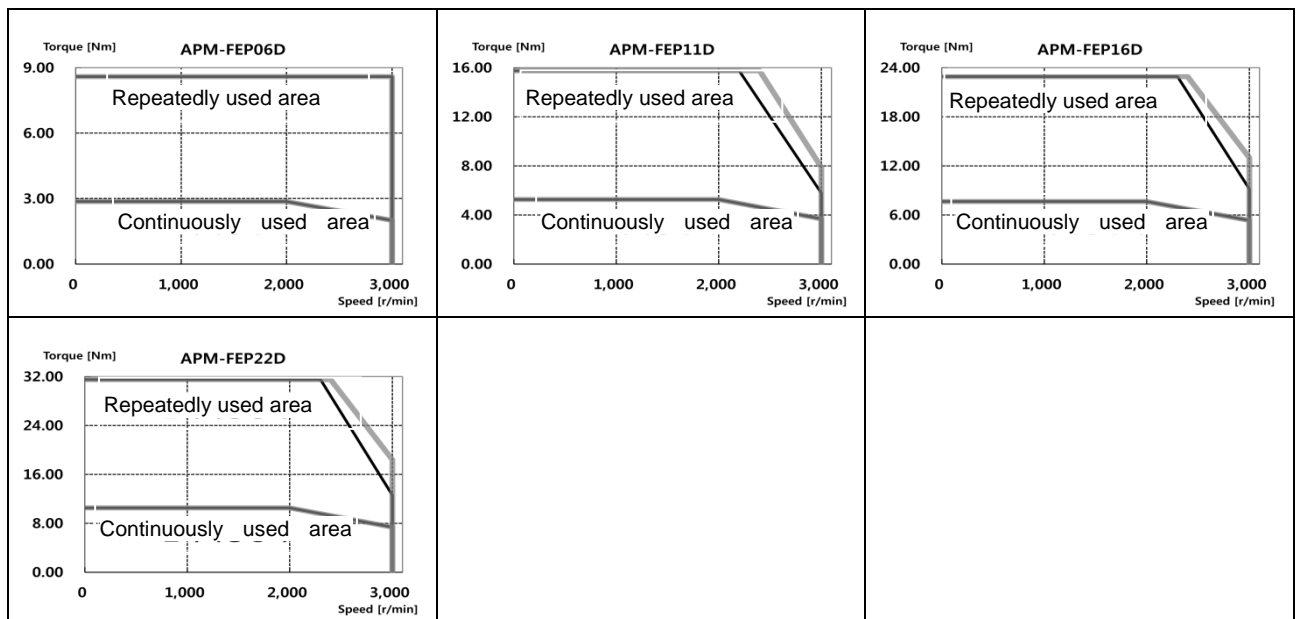 Torque [Nm] APM-FEP06D
9.00
Repeatedly used area
6.00
3.00
Continuously used area
0.00
0 1,000 2,000 3,000
Speed [r/min]
Torque [Nm] APM-FEP11D
16.00
Repeatedly used area
12.00
8.00
4.00
Continuously used area
0.00
0 1,000 2,000 3,000
Speed [r/min]
Torque [Nm] APM-FEP16D
24.00
Repeatedly used area
18.00
12.00
6.00
Continuously used area
0.00
0 1,000 2,000 3,000
Speed [r/min]
Torque [Nm] APM-FEP22D
32.00
Repeatedly used area
24.00
16.00
8.00
Continuously used area
0.00
0 1,000 2,000 3,000
Speed [r/min]